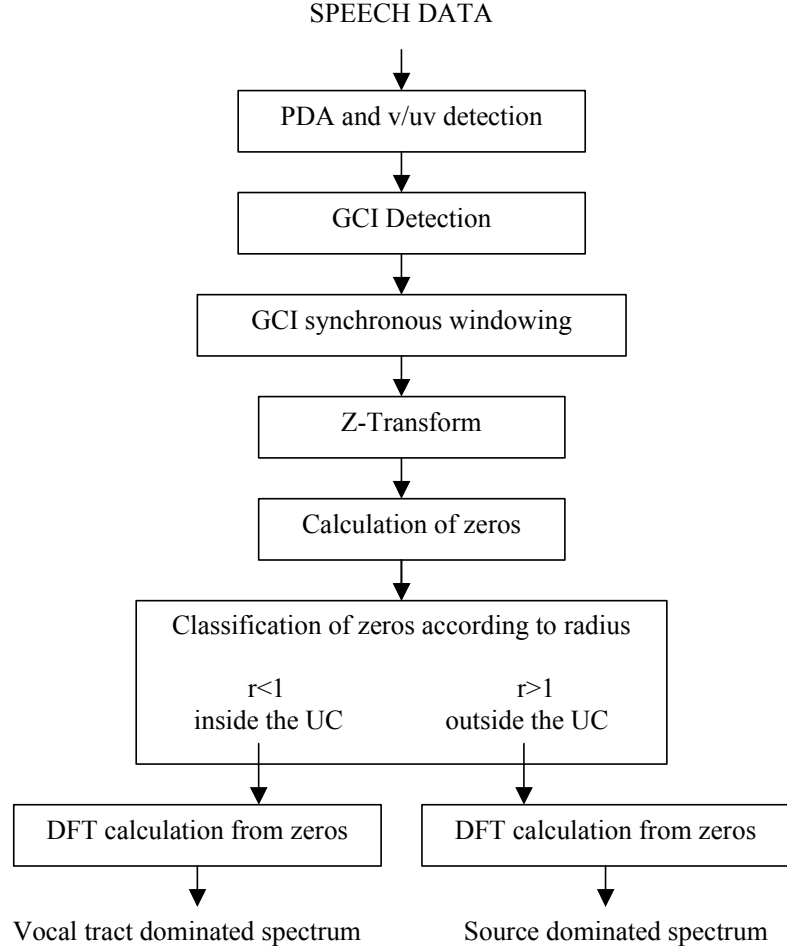 SPEECH DATA
PDA and v/uv detection
GCI Detection
GCI synchronous windowing
Z-Transform
Calculation of zeros
Classification of zeros according to radius
r<1
inside the UC
r>1
outside the UC
DFT calculation from zeros
DFT calculation from zeros
Vocal tract dominated spectrum
Source dominated spectrum